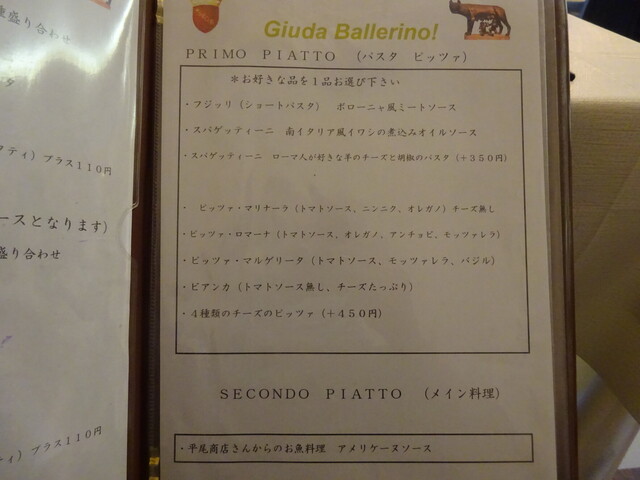 種盛り合わせ
タ
ティ）プラス１１０円
ースとなります）
盛り合わせ
ティ）プラス１１０円
Giuda Ballerino!
ＰＲＩＭＯ　ＰＩＡＴＴＯ　（パスタ　ピッツァ）
＊お好きな品を１品お選び下さい
・フジッリ（ショートパスタ）　ボローニャ風ミートソース
・スパゲッティーニ　南イタリア風イワシの煮込みオイルソース
・スパゲッティーニ　ローマ人が好きな羊のチーズと胡椒のパスタ（＋３５０円）
・　ピッツァ・マリナーラ（トマトソース、ニンニク、オレガノ）チーズ無し
・ピッツァ・ロマーナ（トマトソース、オレガノ、アンチョビ、モッツァレラ）
・ピッツァ・マルゲリータ（トマトソース、モッツァレラ、バジル）
・ビアンカ（トマトソース無し、チーズたっぷり）
・４種類のチーズのピッツァ（＋４５０円）
ＳＥＣＯＮＤＯ　ＰＩＡＴＴＯ　（メイン料理）
・平尾商店さんからのお魚料理　アメリケーヌソース